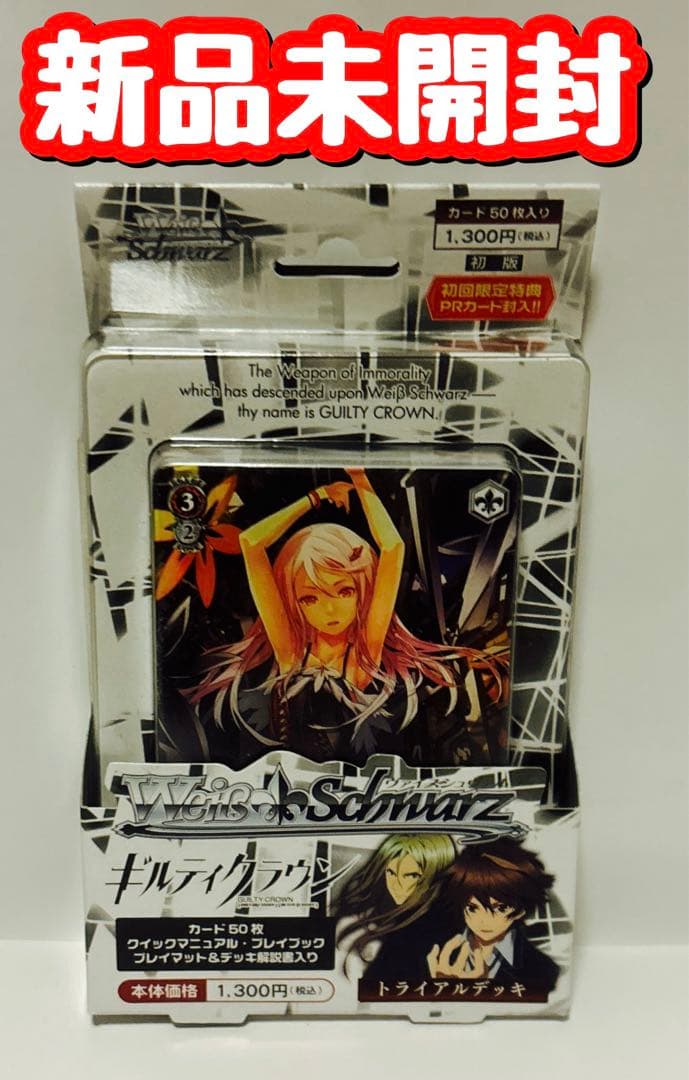 新品未開封
Weiß
Schwarz
カード50枚入り
1,300円(税込)
初版
初回限定特典
PRカード封入!!
The Weapon of Immorality
which has descended upon Weiß Schwarz ―
thy name is GUILTY CROWN.
3
2
ヴァイスシュヴァルツ
Weiß Schwarz
ギルティクラウン
GUILTY CROWN
カード50枚
クイックマニュアル・プレイブック
プレイマット&デッキ解説書入り
本体価格 1,300円(税込)
トライアルデッキ